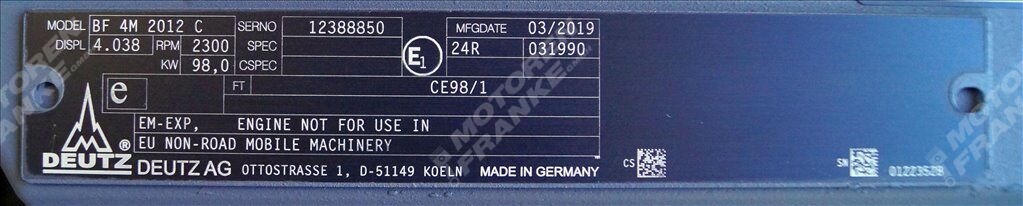 MODEL BF 4M 2012 C SERNO 12388850 MFGDATE 03/2019
DISPL 4.038 RPM 2300 SPEC E1 24R 031990
KW 98,0 CSPEC
e FT CE98/1
EM-EXP, ENGINE NOT FOR USE IN
EU NON-ROAD MOBILE MACHINERY
DEUTZ ® DEUTZ AG OTTOSTRASSE 1, D-51149 KOELN MADE IN GERMANY
CS SN
MOTOREN
FRANKE